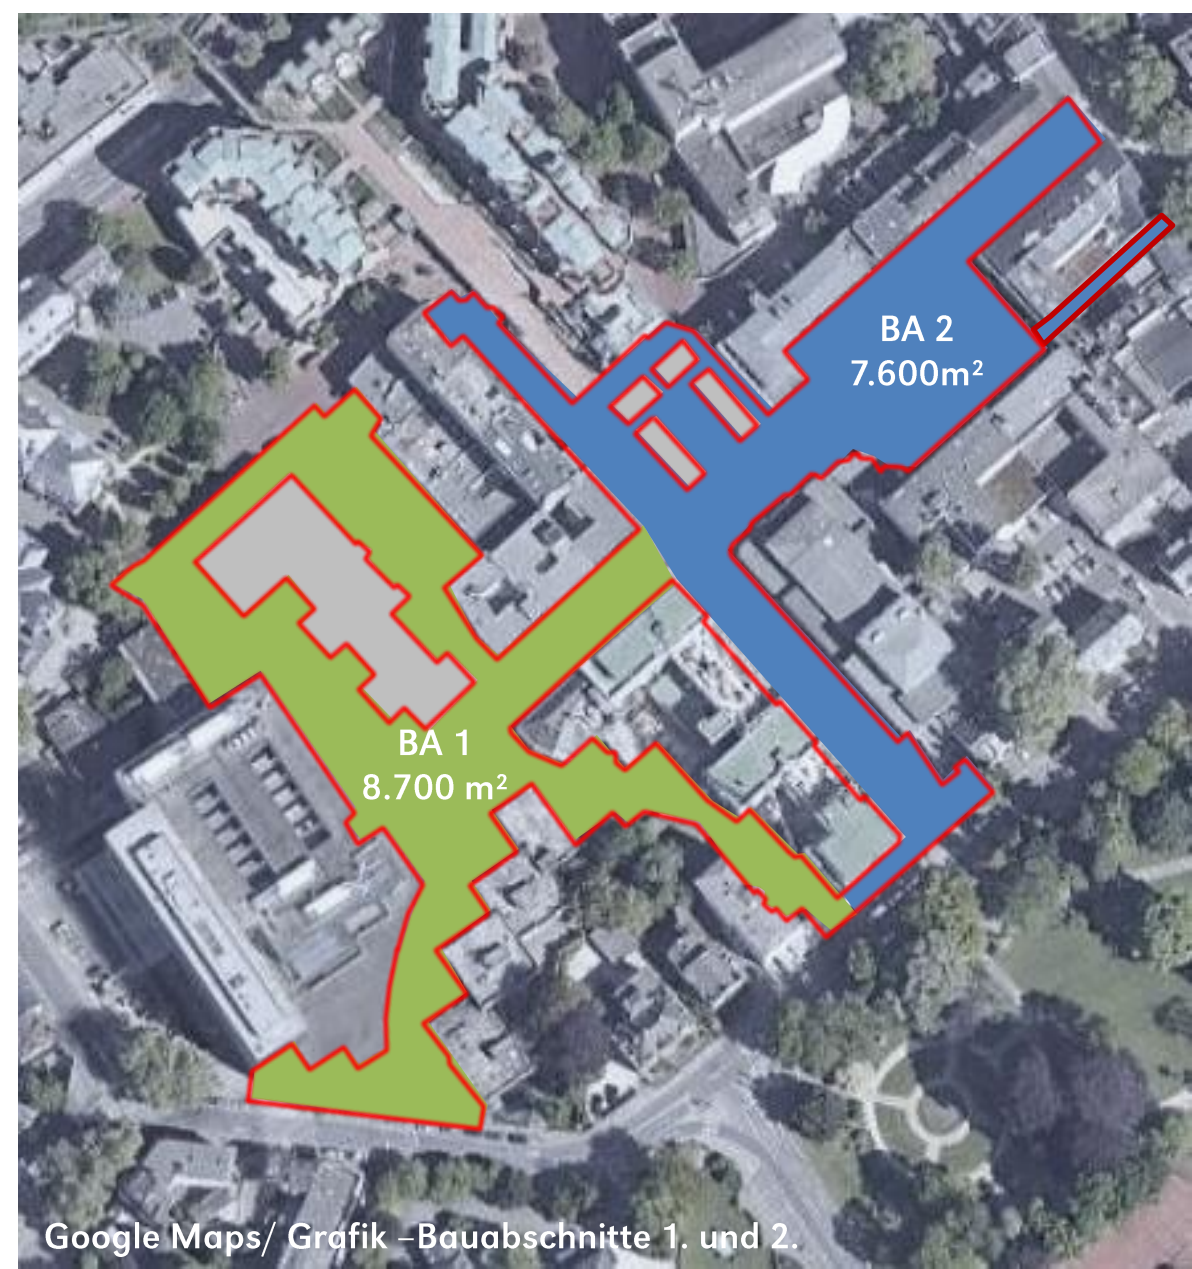 BA 2
7.600m²
BA 1
8.700 m²
Google Maps/ Grafik –Bauabschnitte 1. und 2.